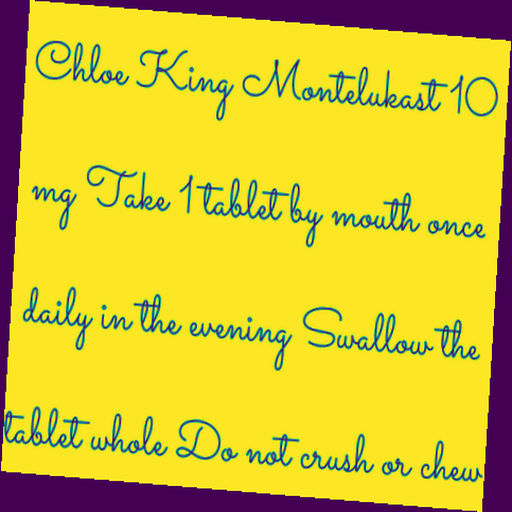 Chloe King Montelukast 10
mg Take 1 tablet by mouth once
daily in the evening Swallow the
tablet whole Do not crush or chew